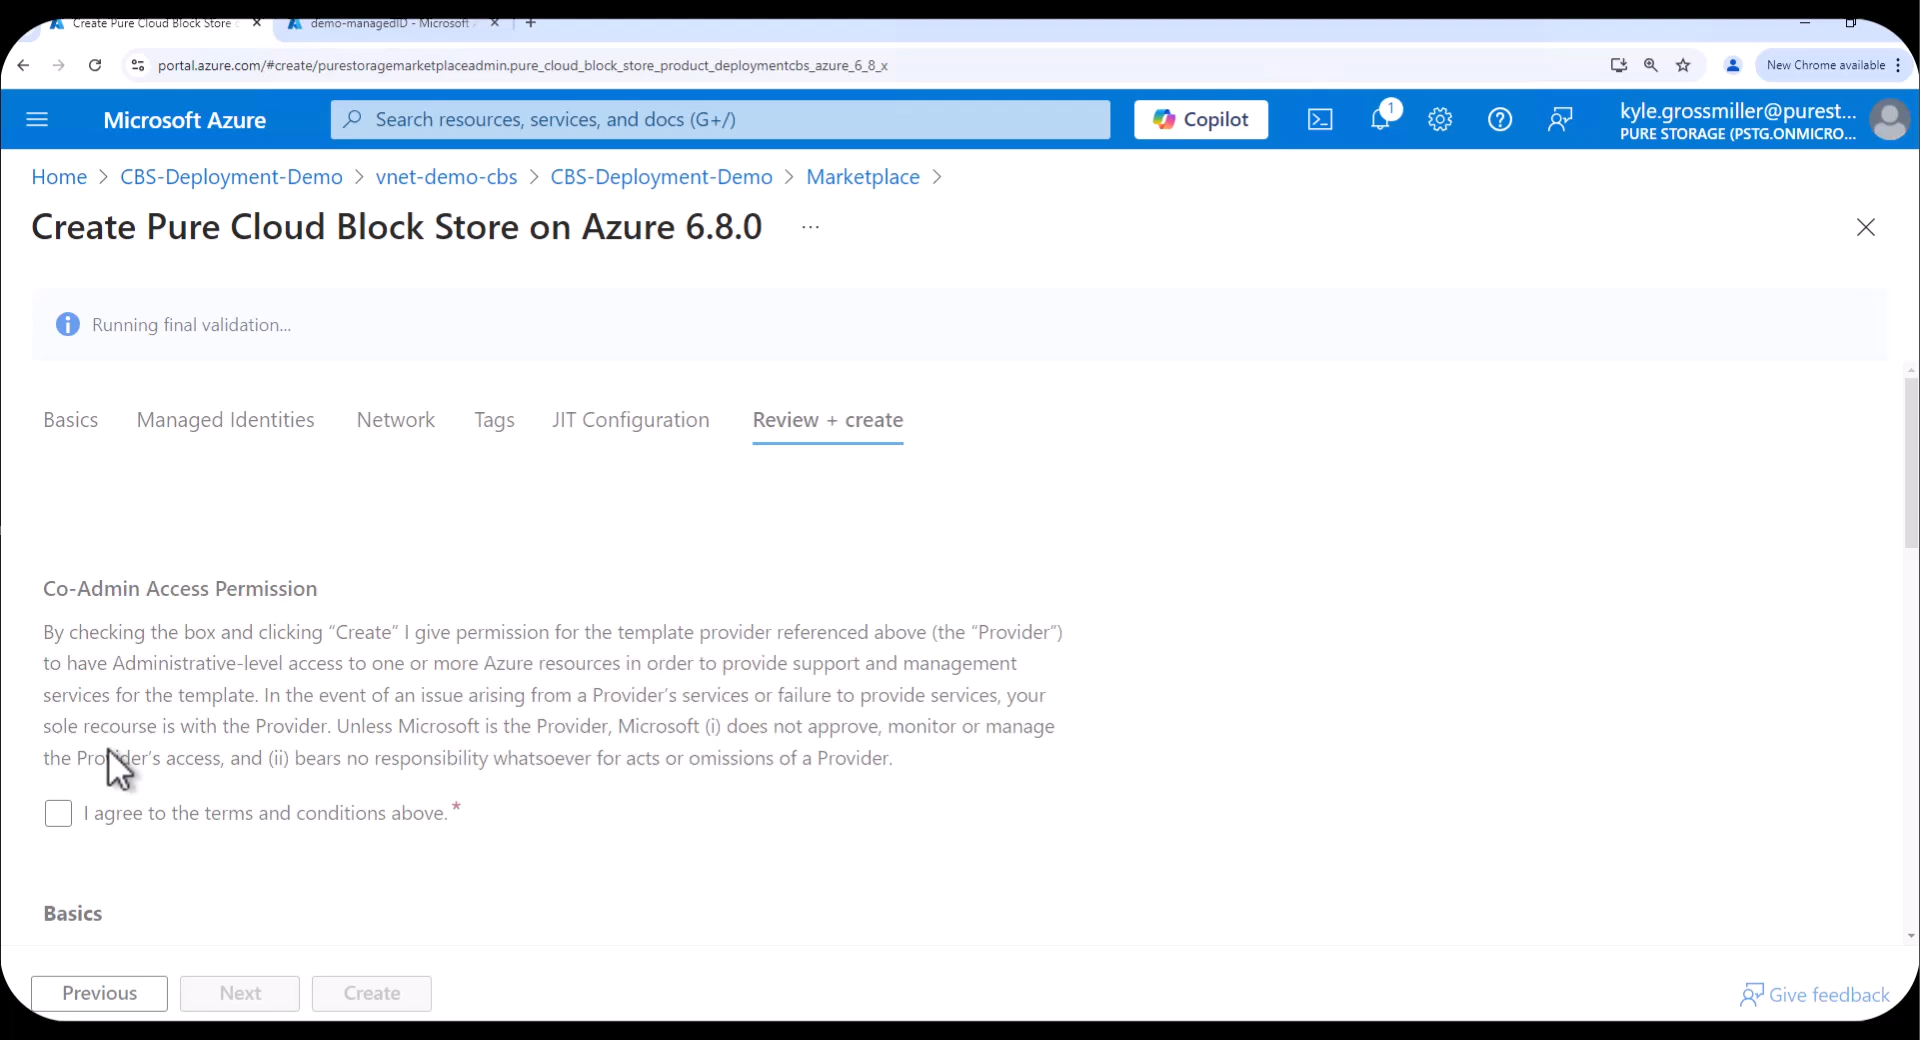 Create Pure Cloud Block Store
demo-managedID - Microsoft
portal.azure.com/#create/purestoragemarketplaceadmin.pure_cloud_block_store_product_deploymentcbs_azure_6_8_x
New Chrome available
Microsoft Azure
Search resources, services, and docs (G+/)
Copilot
1
kyle.grossmiller@purest...
PURE STORAGE (PSTG.ONMICRO...
Home > CBS-Deployment-Demo > vnet-demo-cbs > CBS-Deployment-Demo > Marketplace >
Create Pure Cloud Block Store on Azure 6.8.0 ...
Running final validation...
Basics Managed Identities Network Tags JIT Configuration Review + create
Co-Admin Access Permission
By checking the box and clicking “Create” I give permission for the template provider referenced above (the “Provider”)
to have Administrative-level access to one or more Azure resources in order to provide support and management
services for the template. In the event of an issue arising from a Provider’s services or failure to provide services, your
sole recourse is with the Provider. Unless Microsoft is the Provider, Microsoft (i) does not approve, monitor or manage
the Provider’s access, and (ii) bears no responsibility whatsoever for acts or omissions of a Provider.
I agree to the terms and conditions above. *
Basics
Previous Next Create
Give feedback